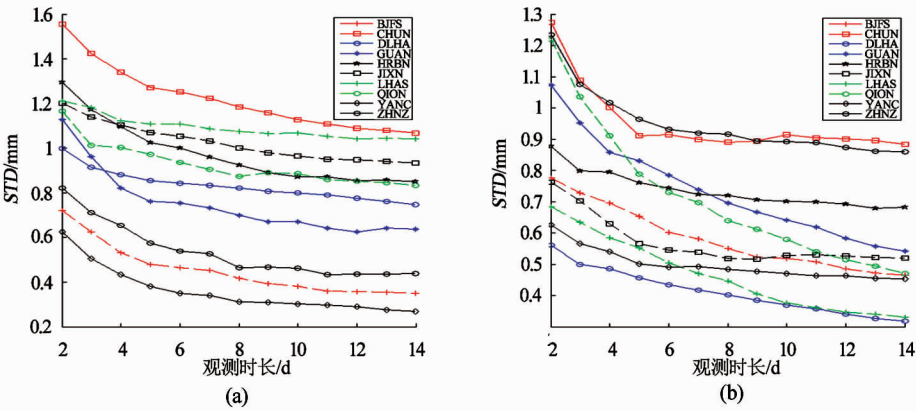 1.6
1.4
1.2
1
0.8
0.6
0.4
0.2
STD/mm
2
4
6
8
10
12
14
观测时长/d
BJFS
CHUN
DLHA
GUAN
HRBN
JIXN
LHAS
QION
YANC
ZHNZ
(a)
1.3
1.2
1.1
1
0.9
0.8
0.7
0.6
0.5
0.4
STD/mm
2
4
6
8
10
12
14
观测时长/d
BJFS
CHUN
DLHA
GUAN
HRBN
JIXN
LHAS
QION
YANC
ZHNZ
(b)